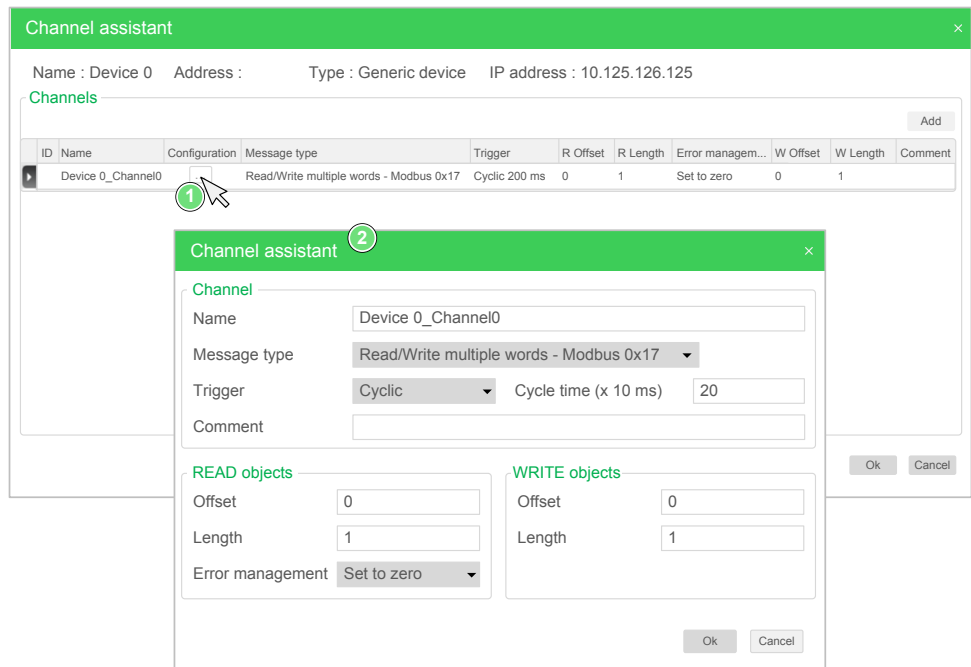 Channel assistant ×
Name : Device 0 Address : Type : Generic device IP address : 10.125.126.125
Channels
Add
ID Name Configuration Message type Trigger R Offset R Length Error managem... W Offset W Length Comment
Device 0_Channel0 ... Read/Write multiple words - Modbus 0x17 Cyclic 200 ms 0 1 Set to zero 0 1
1
2
Channel assistant ×
Channel
Name Device 0_Channel0
Message type Read/Write multiple words - Modbus 0x17
Trigger Cyclic Cycle time (x 10 ms) 20
Comment
Ok Cancel
READ objects WRITE objects
Offset 0 Offset 0
Length 1 Length 1
Error management Set to zero
Ok Cancel